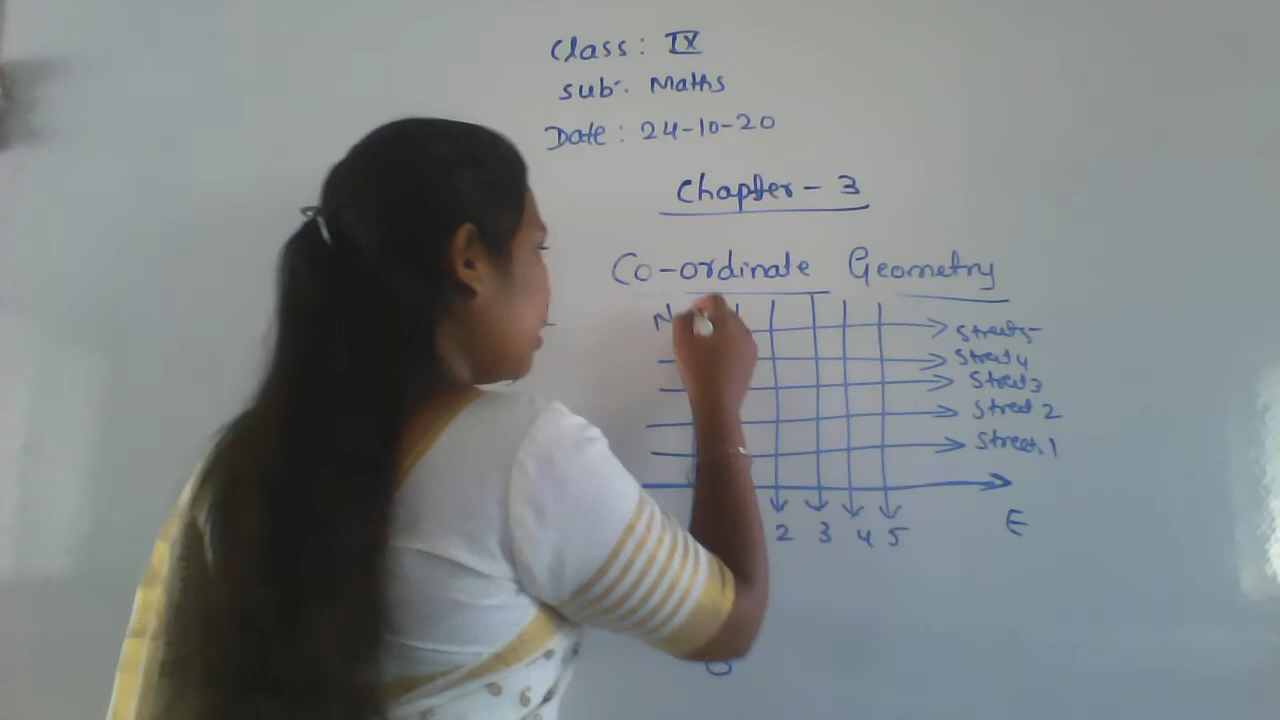 Class: IX
Sub: Maths
Date: 24-10-20
Chapter - 3
Co-ordinate Geometry
N
Street 5
Street 4
Street 3
Street 2
Street 1
2 3 4 5
E